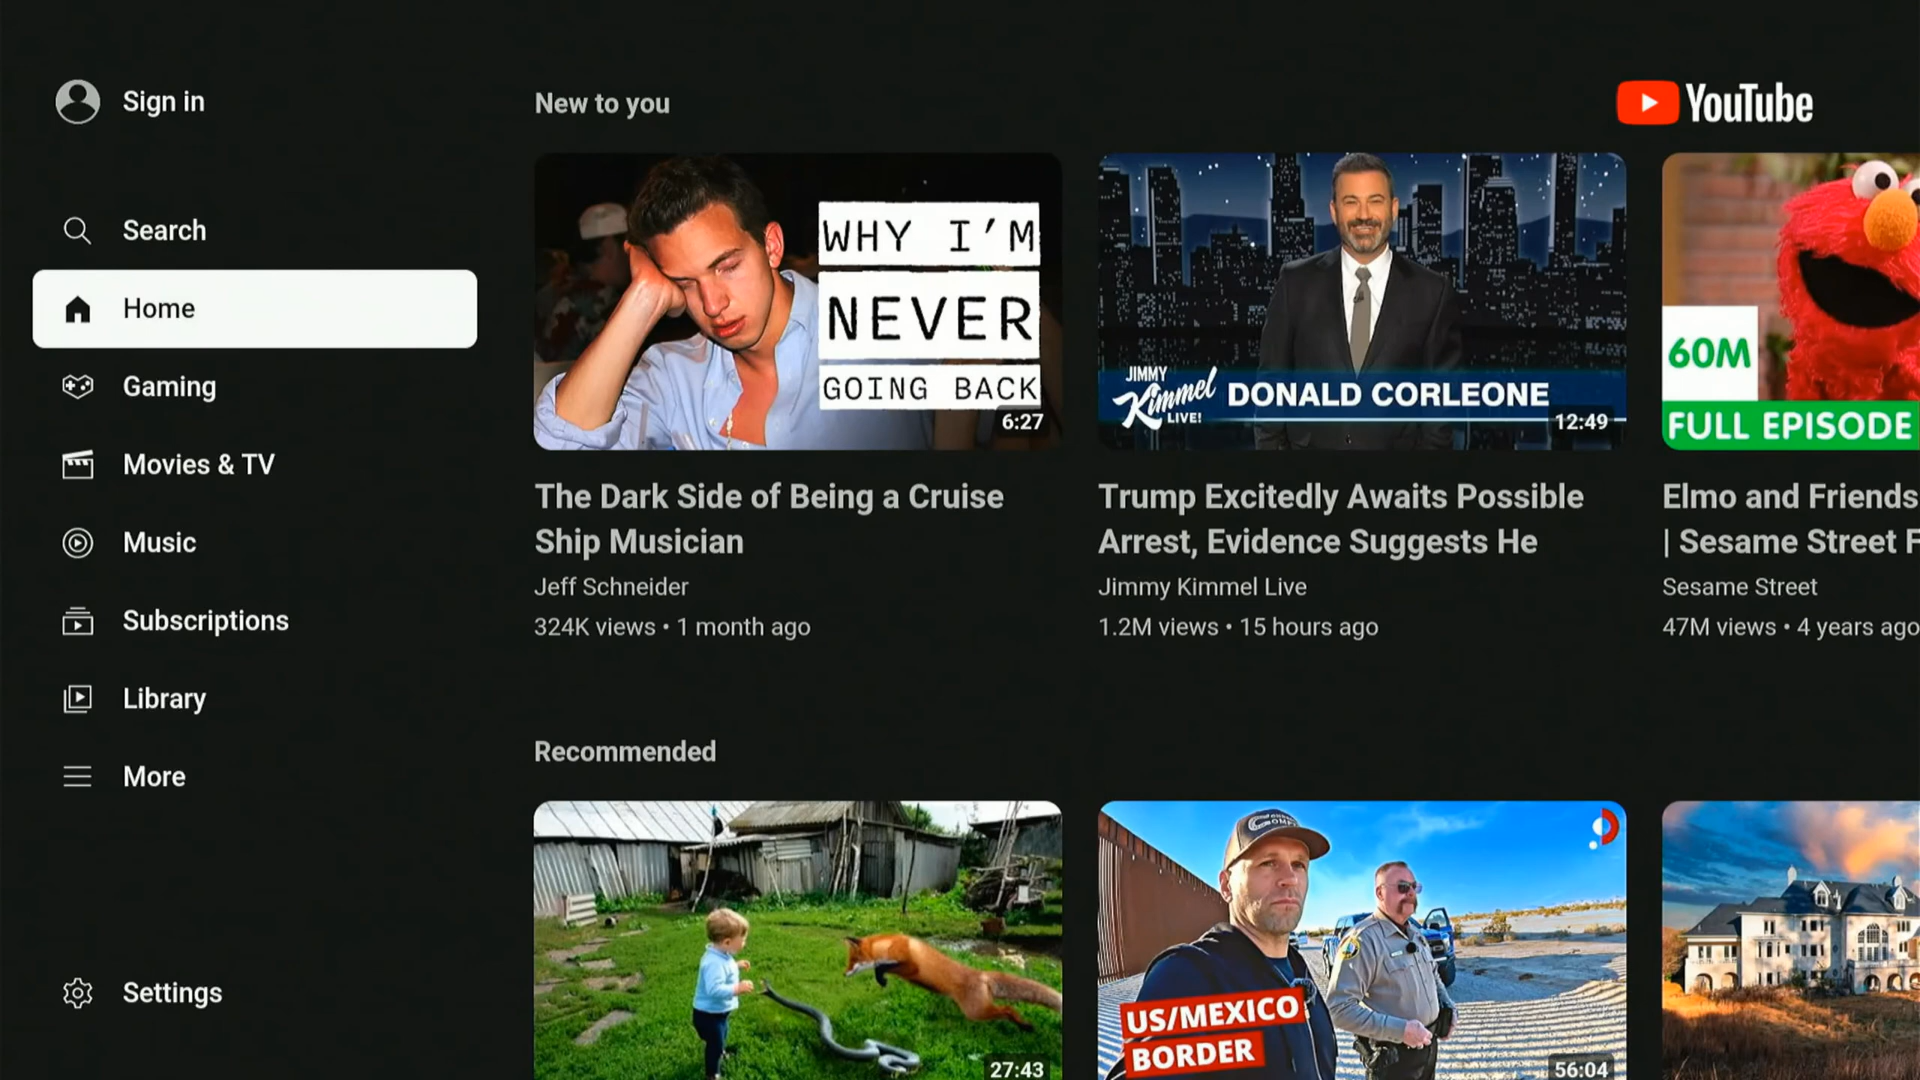 Sign in
Search
Home
Gaming
Movies & TV
Music
Subscriptions
Library
More
Settings
YouTube
New to you
WHY I'M
NEVER
GOING BACK
6:27
The Dark Side of Being a Cruise
Ship Musician
Jeff Schneider
324K views • 1 month ago
JIMMY
Kimmel
LIVE!
DONALD CORLEONE
12:49
Trump Excitedly Awaits Possible
Arrest, Evidence Suggests He
Jimmy Kimmel Live
1.2M views • 15 hours ago
60M
FULL EPISODE
Elmo and Friends
| Sesame Street F
Sesame Street
47M views • 4 years ago
Recommended
27:43
US/MEXICO
BORDER
56:04